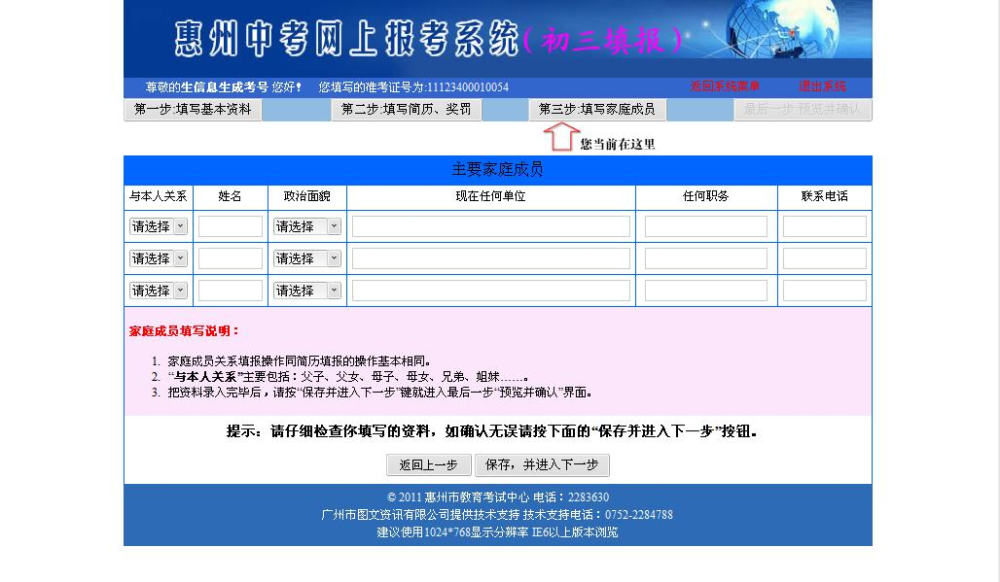 惠州中考网上报考系统(初三填报)
尊敬的生信息生成考号 您好! 您填写的准考证号为:11123400010054 返回系统菜单 退出系统
第一步:填写基本资料 第二步:填写简历、奖罚 第三步:填写家庭成员 最后一步:预览并确认
您当前在这里
主要家庭成员
与本人关系 姓名 政治面貌 现在任何单位 任何职务 联系电话
请选择 请选择
请选择 请选择
请选择 请选择
家庭成员填写说明：
1. 家庭成员关系填报操作同简历填报的操作基本相同。
2. “与本人关系”主要包括：父子、父女、母子、母女、兄弟、姐妹……。
3. 把资料录入完毕后，请按“保存并进入下一步”键就进入最后一步“预览并确认”界面。
提示：请仔细检查你填写的资料，如确认无误请按下面的“保存并进入下一步”按钮。
返回上一步 保存，并进入下一步
© 2011 惠州市教育考试中心 电话：2283630
广州市图文资讯有限公司提供技术支持 技术支持电话：0752-2284788
建议使用1024*768显示分辨率 IE6以上版本浏览